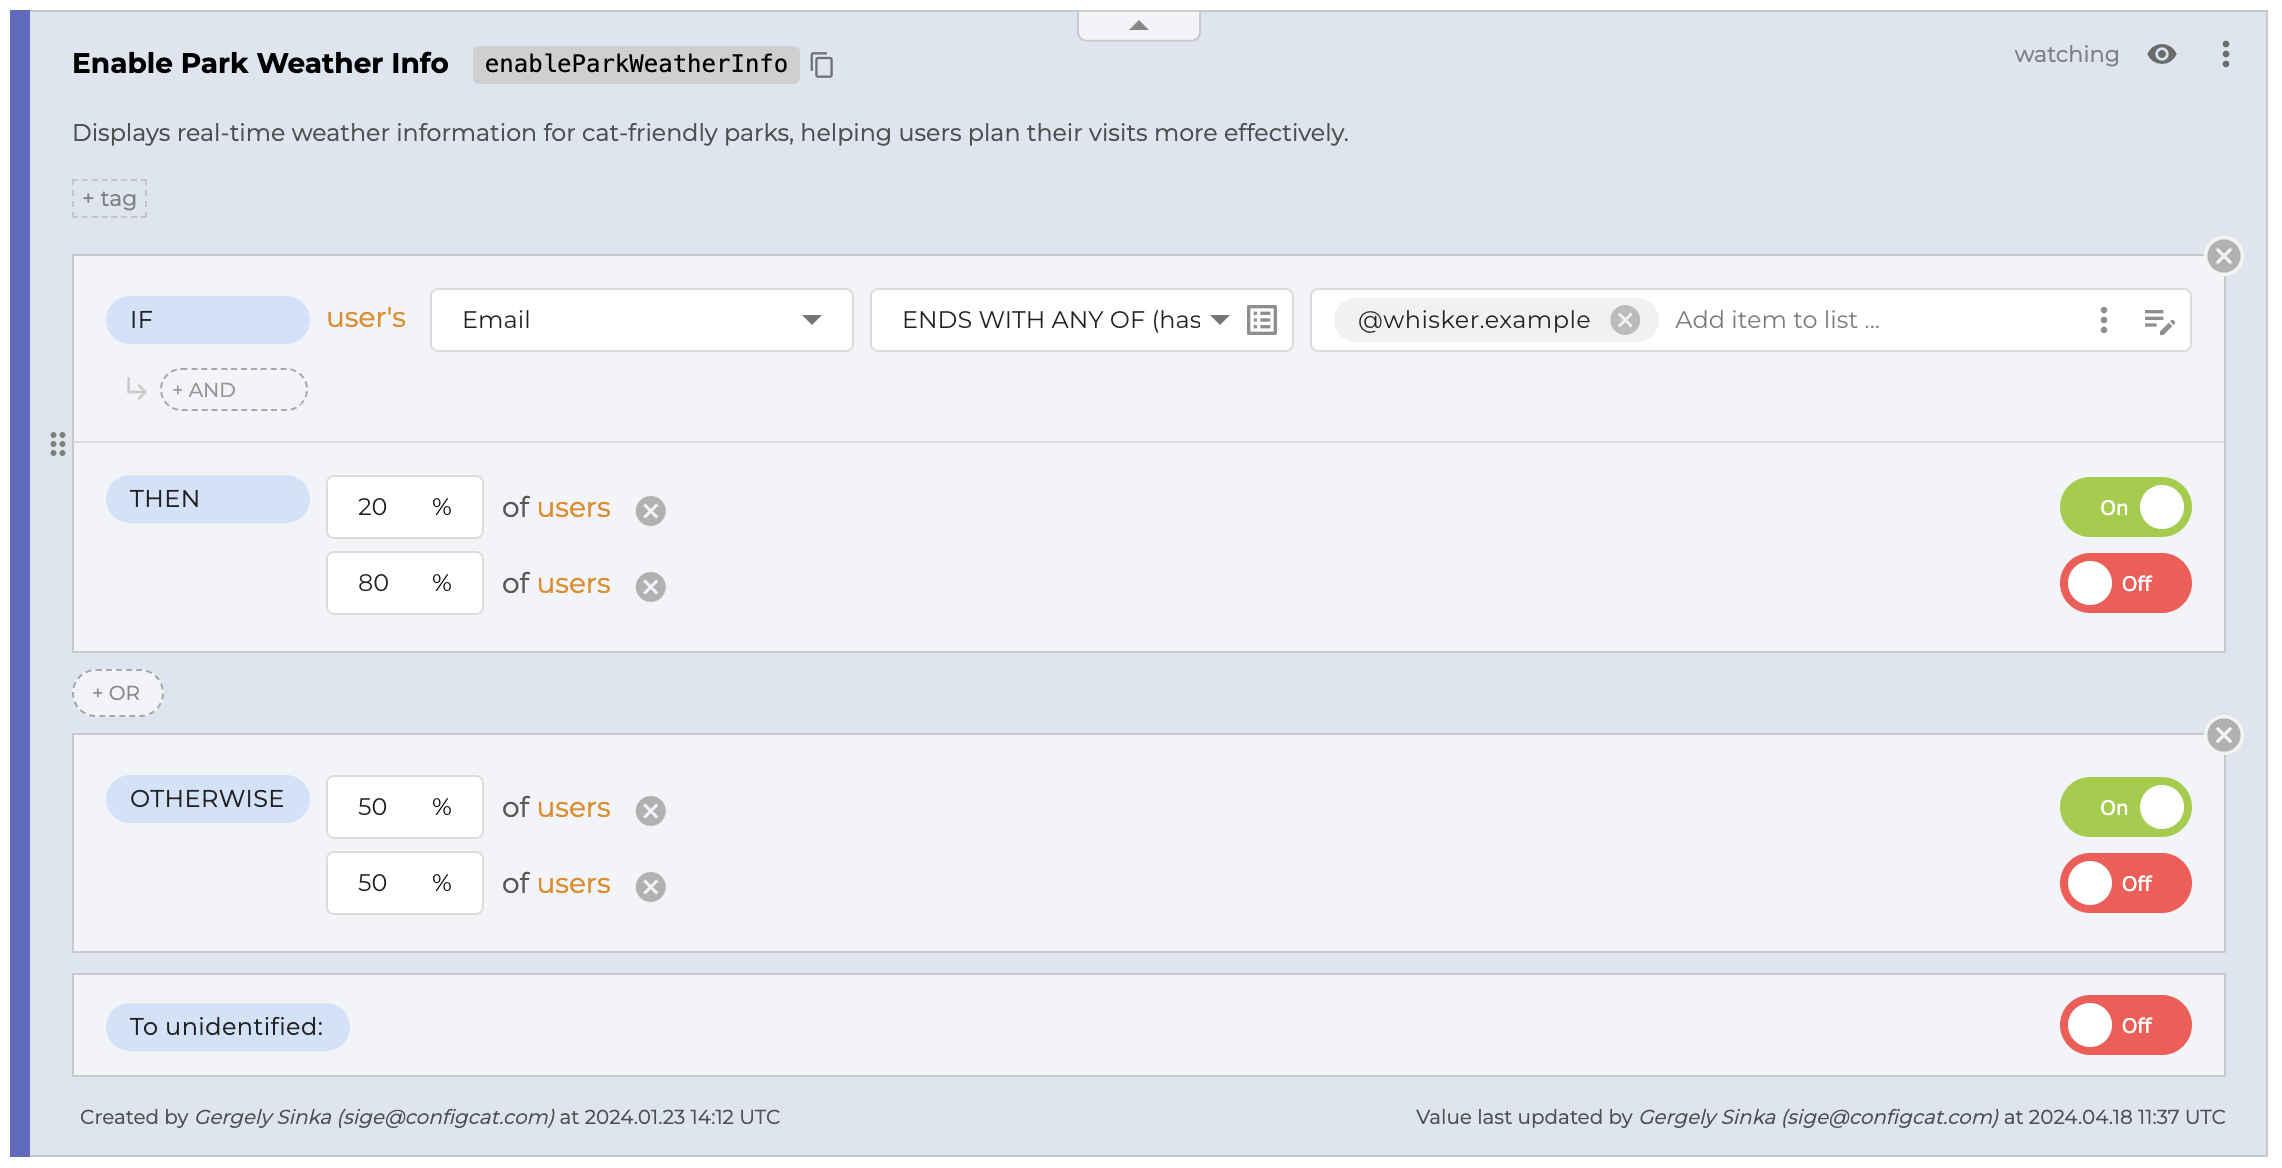 Enable Park Weather Info enableParkWeatherInfo watching
Displays real-time weather information for cat-friendly parks, helping users plan their visits more effectively.
+ tag
IF user's Email ENDS WITH ANY OF (has @whisker.example Add item to list ...
+ AND
THEN 20 % of users On
80 % of users Off
+ OR
OTHERWISE 50 % of users On
50 % of users Off
To unidentified: Off
Created by Gergely Sinka (sige@configcat.com) at 2024.01.23 14:12 UTC Value last updated by Gergely Sinka (sige@configcat.com) at 2024.04.18 11:37 UTC